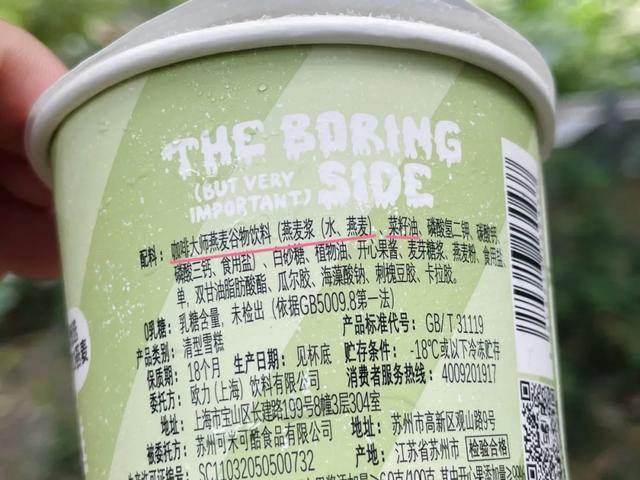 THE BORING
(BUT VERY
IMPORTANT) SIDE
配料：咖啡大师燕麦谷物饮料（燕麦浆（水、燕麦）、菜籽油、磷酸氢二钾、碳酸钙、
磷酸三钙、食用盐）、白砂糖、植物油、开心果酱、麦芽糖浆、燕麦粉、食用盐、
单，双甘油脂肪酸酯、瓜尔胶、海藻酸钠、刺槐豆胶、卡拉胶。
0乳糖：乳糖含量，未检出（依据GB5009.8第一法）
产品类别：清型雪糕 产品标准代号：GB/T 31119
保质期：18个月 生产日期：见杯底 贮存条件：-18℃或以下冷冻贮存
委托方：欧力（上海）饮料有限公司 消费者服务热线：4009201917
地址：上海市宝山区长建路199号8幢3层304室
被委托方：苏州可米可酷食品有限公司 地址：苏州市高新区观山路9号
SC11032050500732 产地：江苏省苏州市 检验合格